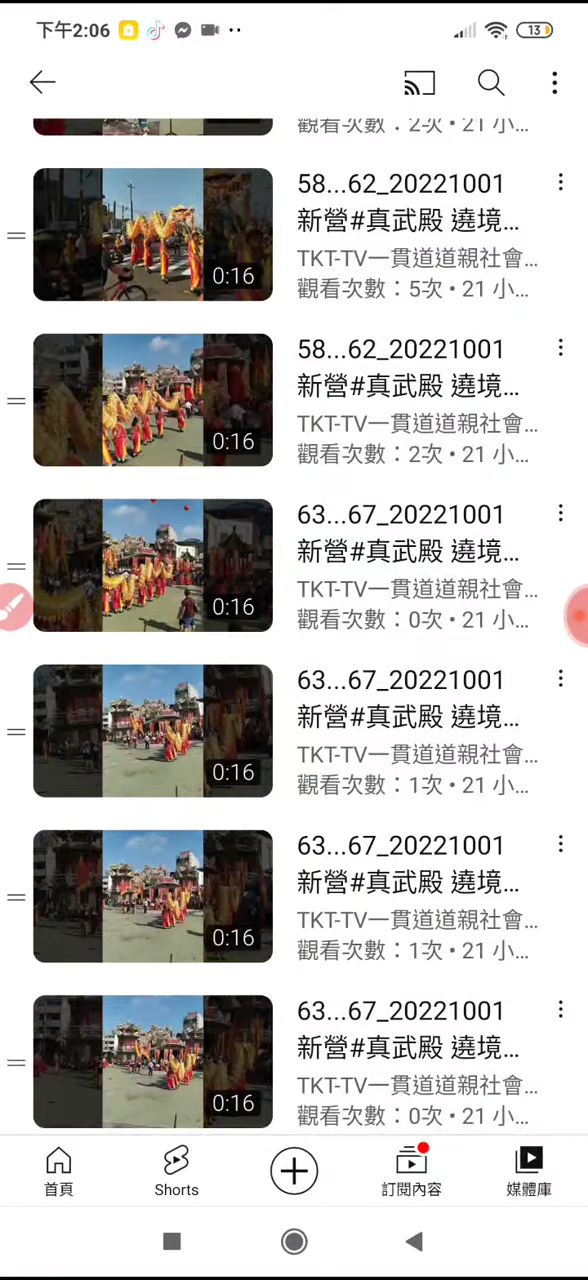 下午2:06
13
觀看次數：2次 • 21 小…
58...62_20221001
新營#真武殿 遶境...
TKT-TV一貫道道親社會...
觀看次數：5次 • 21 小...
0:16
58...62_20221001
新營#真武殿 遶境...
TKT-TV一貫道道親社會...
觀看次數：2次 • 21 小...
0:16
63...67_20221001
新營#真武殿 遶境...
TKT-TV一貫道道親社會...
觀看次數：0次 • 21 小...
0:16
63...67_20221001
新營#真武殿 遶境...
TKT-TV一貫道道親社會...
觀看次數：1次 • 21 小...
0:16
63...67_20221001
新營#真武殿 遶境...
TKT-TV一貫道道親社會...
觀看次數：1次 • 21 小...
0:16
63...67_20221001
新營#真武殿 遶境...
TKT-TV一貫道道親社會...
觀看次數：0次 • 21 小...
0:16
首頁
Shorts
訂閱內容
媒體庫